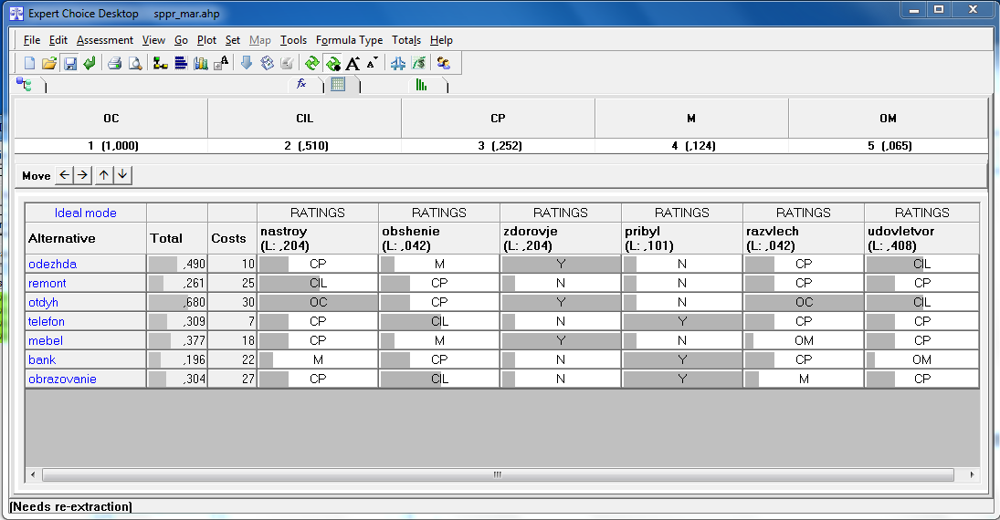 Expert Choice Desktop sppr_mar.ahp
File Edit Assessment View Go Plot Set Map Tools Formula Type Totals Help
OC CIL CP M OM
1 (1,000) 2 (,510) 3 (,252) 4 (,124) 5 (,065)
Move
Ideal mode RATINGS RATINGS RATINGS RATINGS RATINGS RATINGS
Alternative Total Costs nastroy (L: ,204) obshenie (L: ,042) zdorovje (L: ,204) pribyl (L: ,101) razvlech (L: ,042) udovletvor (L: ,408)
odezhda ,490 10 CP M Y N CP CIL
remont ,261 25 CIL CP N N CP CP
otdyh ,680 30 OC CP Y N OC CIL
telefon ,309 7 CP CIL N Y CP CP
mebel ,377 18 CP M Y N OM CP
bank ,196 22 M CP N Y CP OM
obrazovanie ,304 27 CP CIL N Y M CP
(Needs re-extraction)